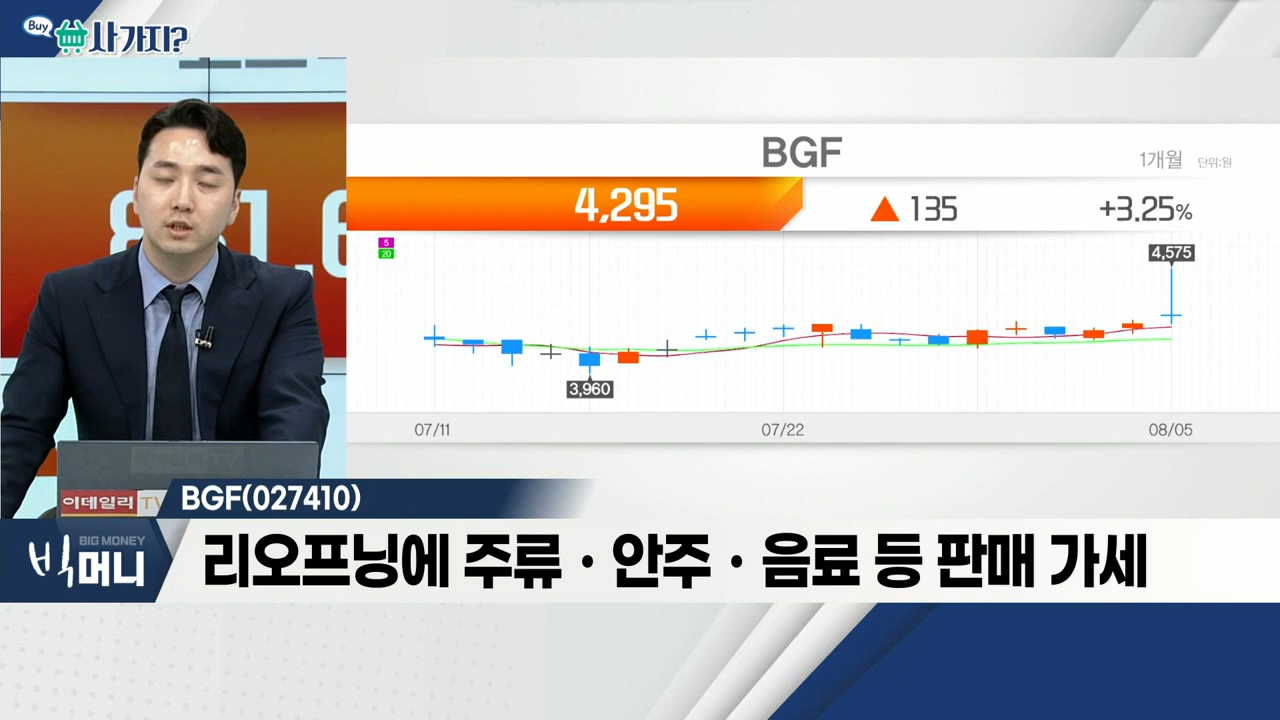 Buy 사가지?
BGF
1개월 단위:원
4,295 ▲ 135 +3.25%
5
20
4,575
3,960
07/11 07/22 08/05
이데일리 TV
BGF(027410)
BIG MONEY
빅머니
리오프닝에 주류·안주·음료 등 판매 가세